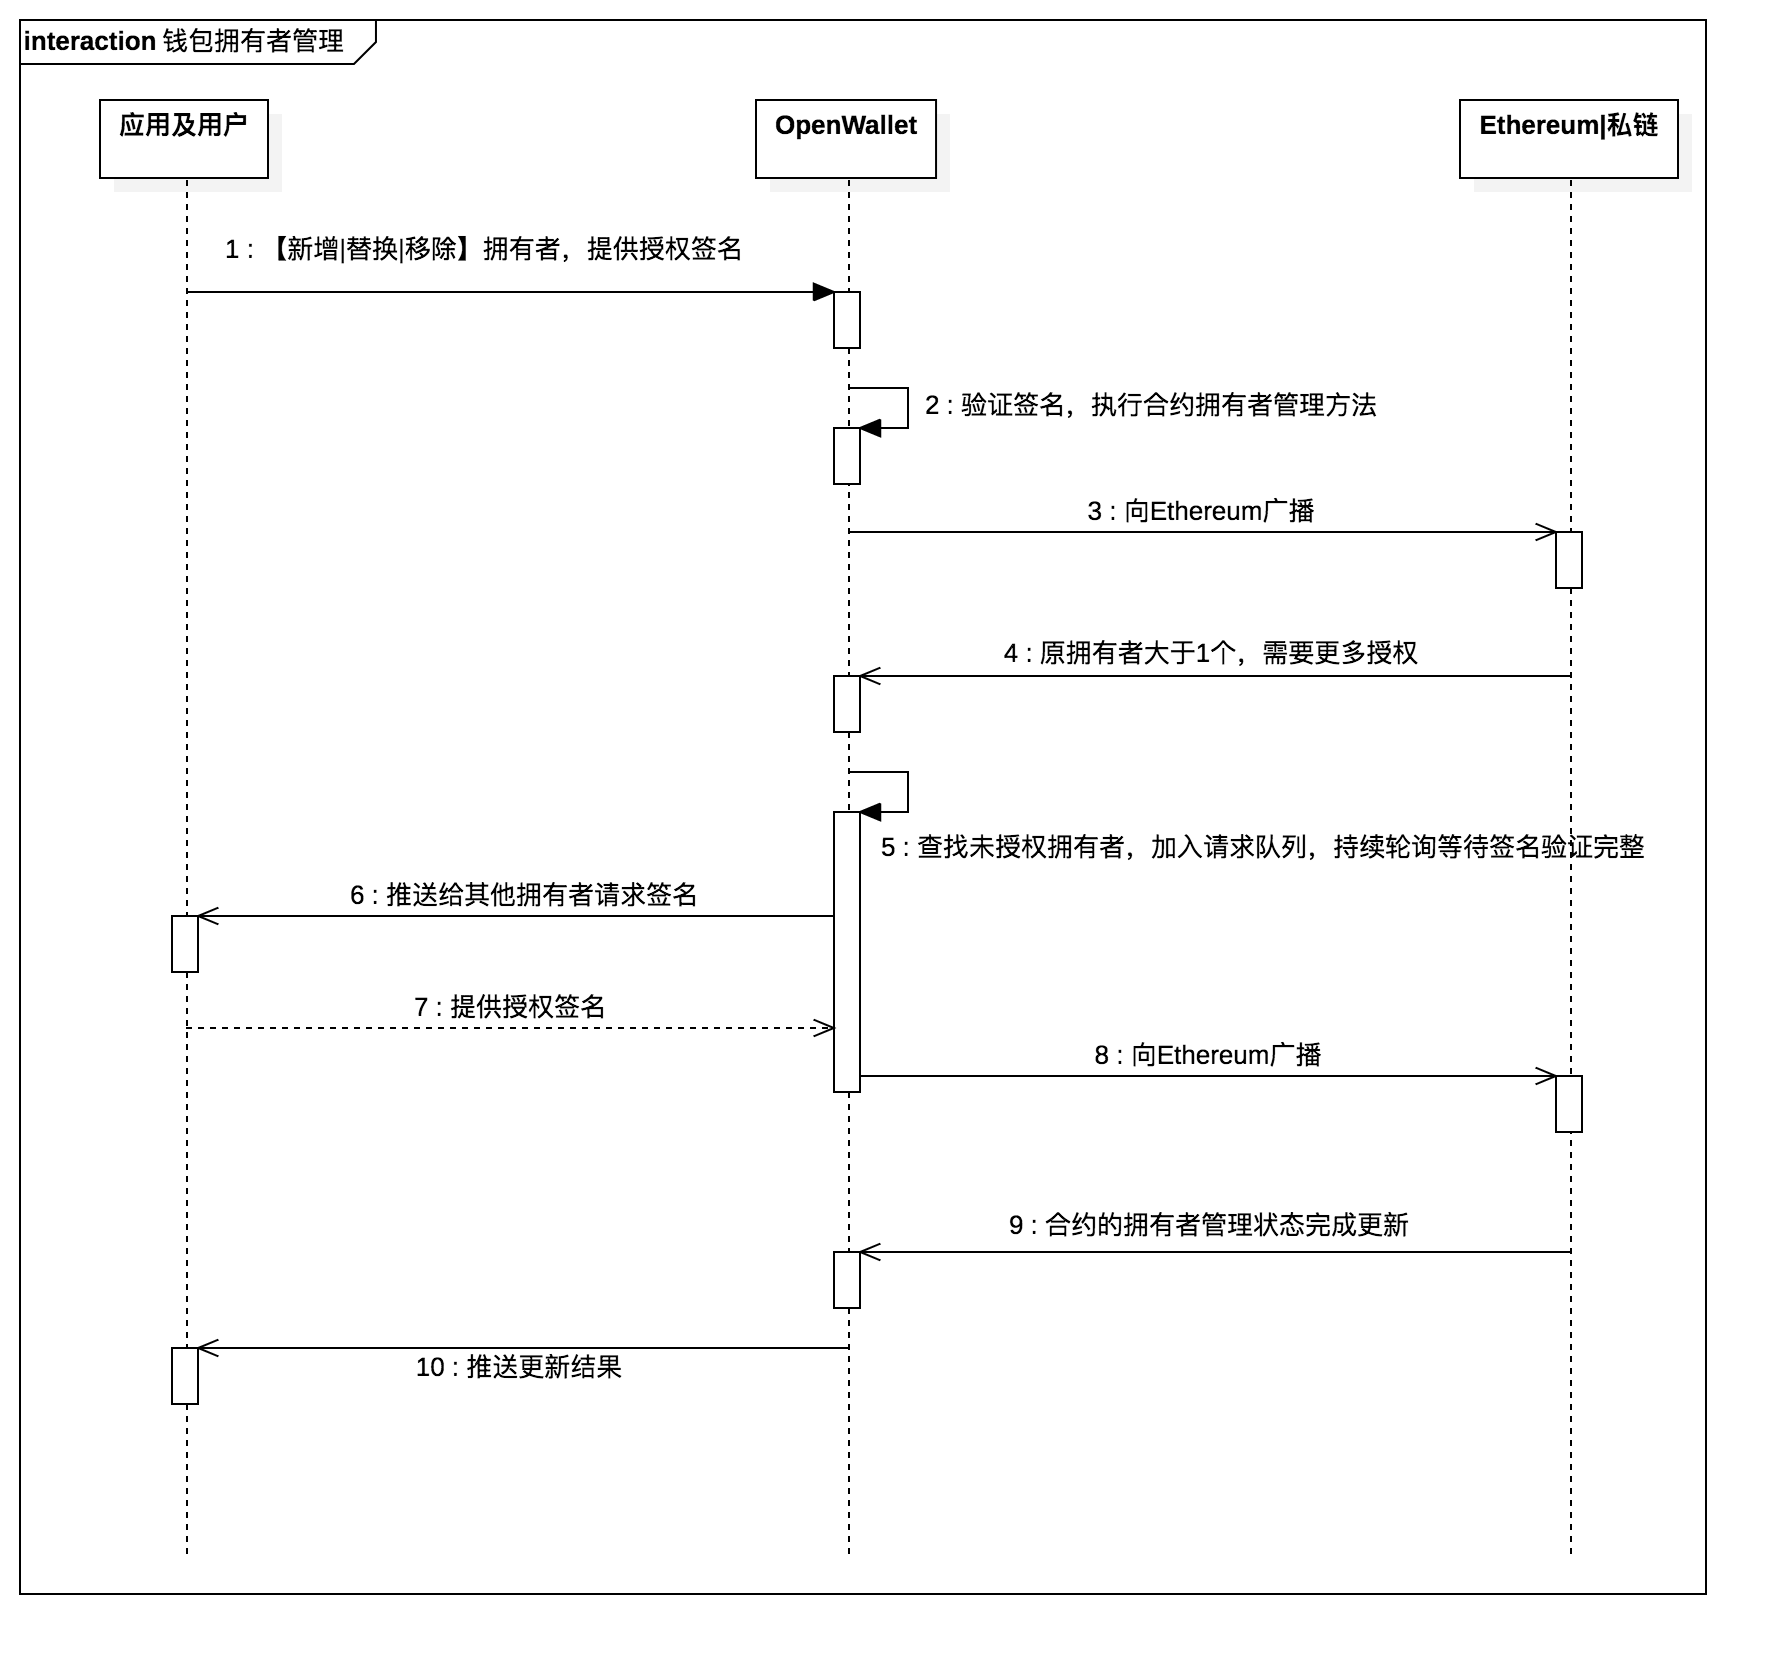 interaction 钱包拥有者管理
应用及用户
OpenWallet
Ethereum|私链
1 : 【新增|替换|移除】拥有者，提供授权签名
2 : 验证签名，执行合约拥有者管理方法
3 : 向Ethereum广播
4 : 原拥有者大于1个，需要更多授权
5 : 查找未授权拥有者，加入请求队列，持续轮询等待签名验证完整
6 : 推送给其他拥有者请求签名
7 : 提供授权签名
8 : 向Ethereum广播
9 : 合约的拥有者管理状态完成更新
10 : 推送更新结果